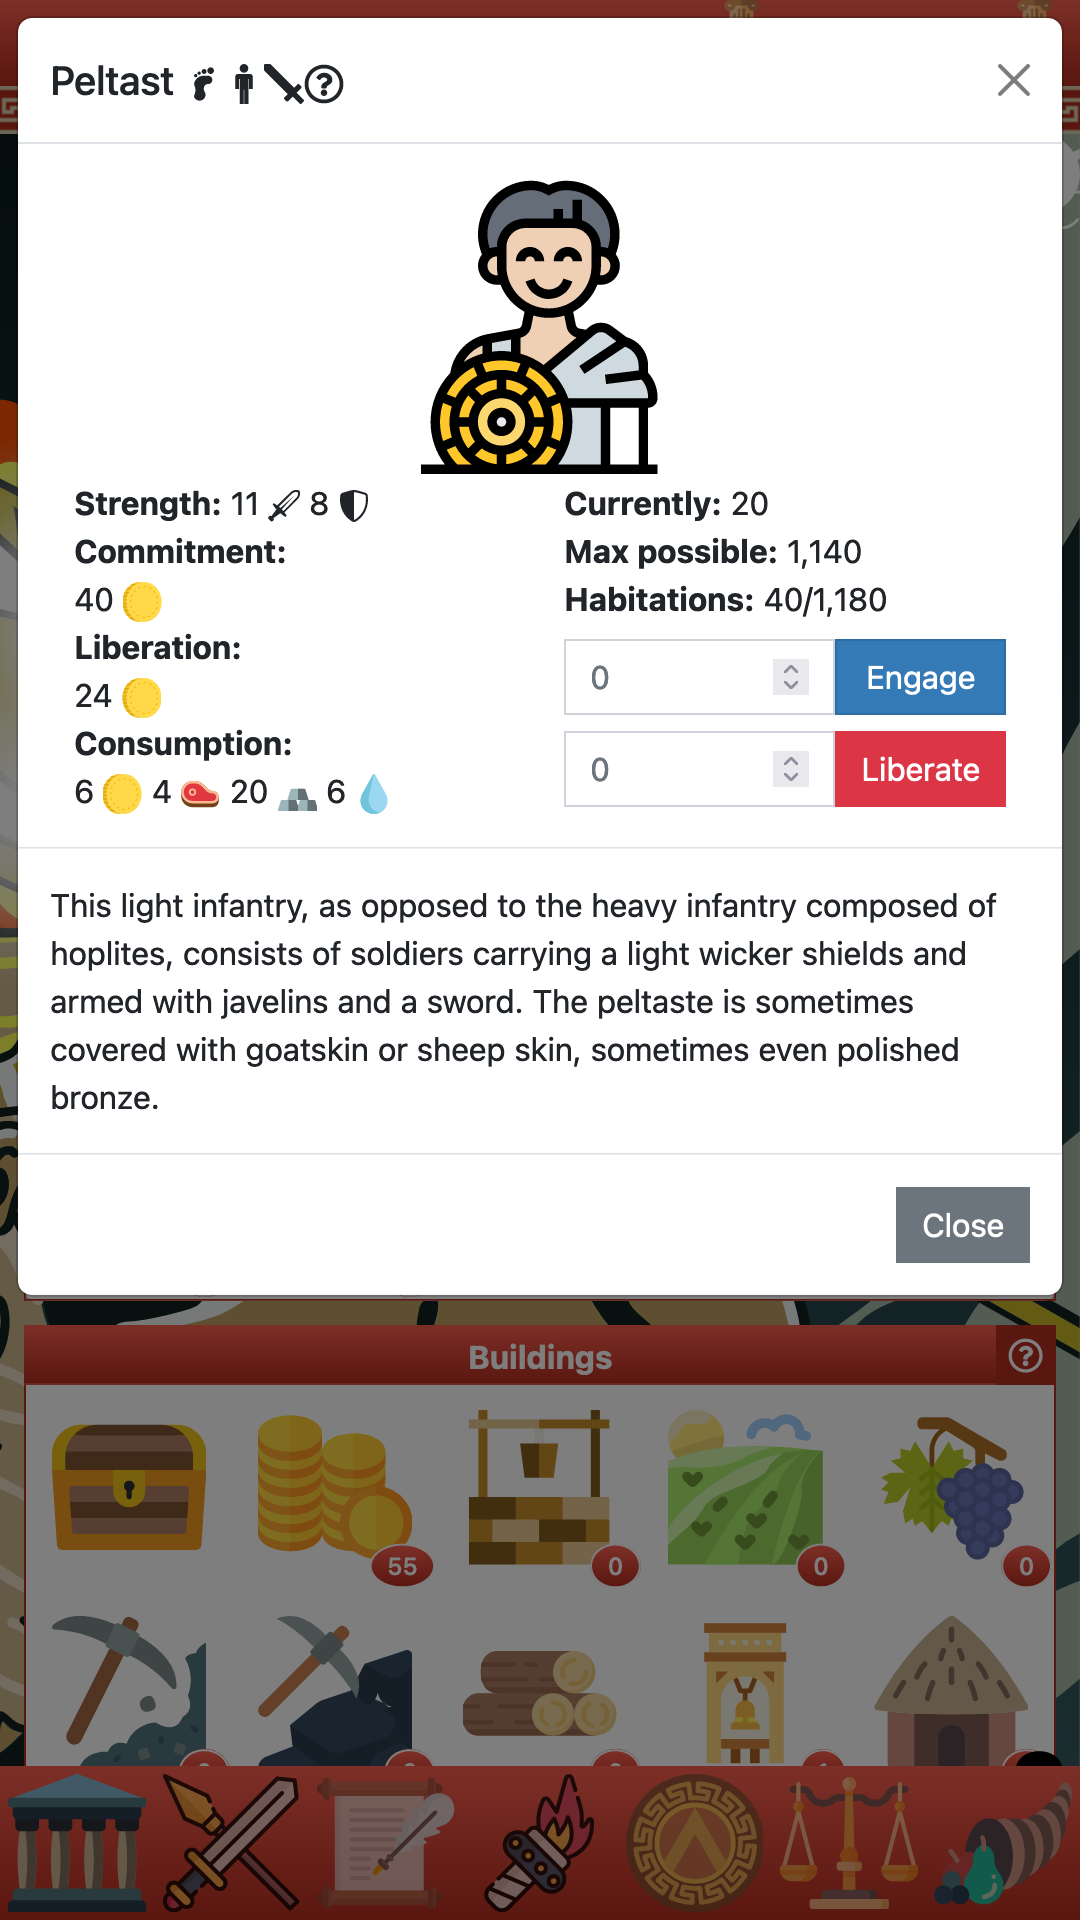 Peltast
Strength: 11 8
Commitment:
40
Liberation:
24
Consumption:
6 4 20 6
Currently: 20
Max possible: 1,140
Habitations: 40/1,180
0 Engage
0 Liberate
This light infantry, as opposed to the heavy infantry composed of
hoplites, consists of soldiers carrying a light wicker shields and
armed with javelins and a sword. The peltaste is sometimes
covered with goatskin or sheep skin, sometimes even polished
bronze.
Close
Buildings
55 0 0 0